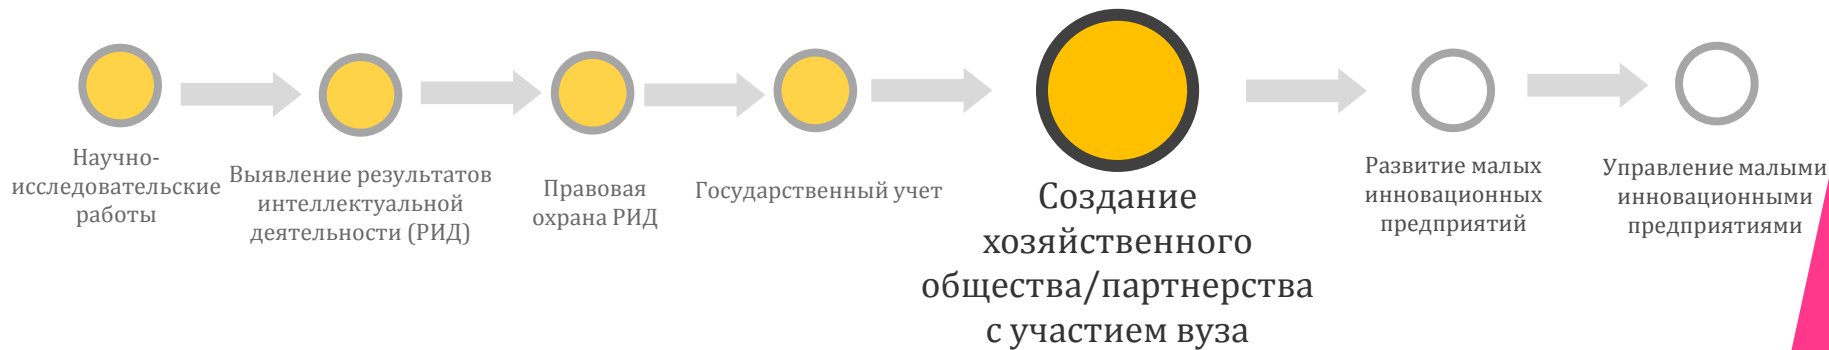 Научно-
исследовательские
работы
Выявление результатов
интеллектуальной
деятельности (РИД)
Правовая
охрана РИД
Государственный учет
Создание
хозяйственного
общества/партнерства
с участием вуза
Развитие малых
инновационных
предприятий
Управление малыми
инновационными
предприятиями